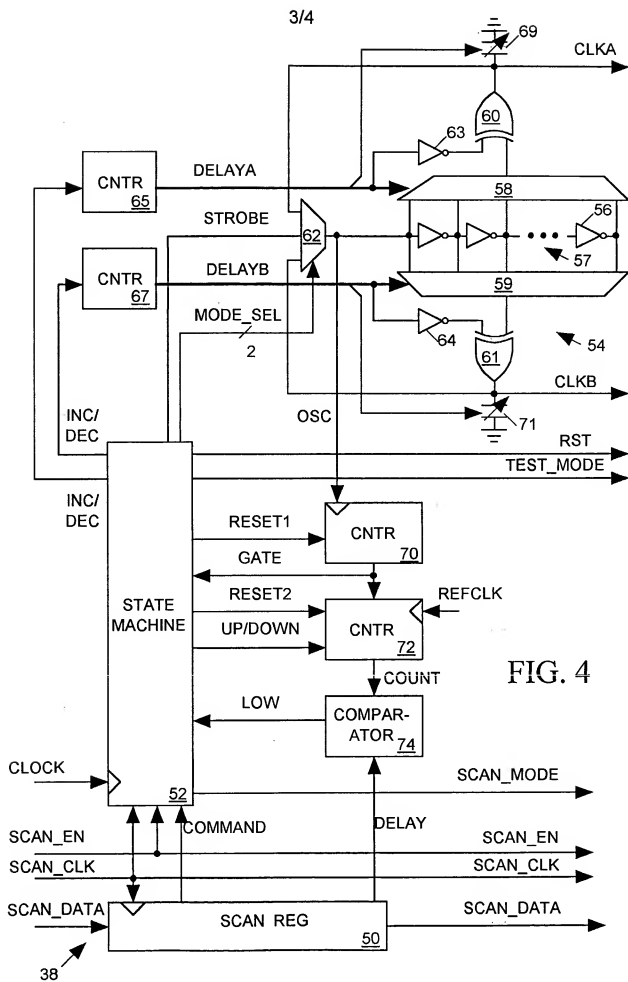 3/4
69
CLKA
60
63
CNTR
65
DELAYA
58
STROBE
62
56
57
CNTR
67
DELAYB
59
MODE_SEL
2
64
61
54
CLKB
OSC
71
INC/
DEC
RST
TEST_MODE
INC/
DEC
RESET1
CNTR
70
GATE
STATE
MACHINE
RESET2
REFCLK
UP/DOWN
CNTR
72
COUNT
FIG. 4
LOW
COMPAR-
ATOR
74
CLOCK
52
SCAN_MODE
COMMAND
DELAY
SCAN_EN
SCAN_EN
SCAN_CLK
SCAN_CLK
SCAN_DATA
SCAN REG
50
SCAN_DATA
38